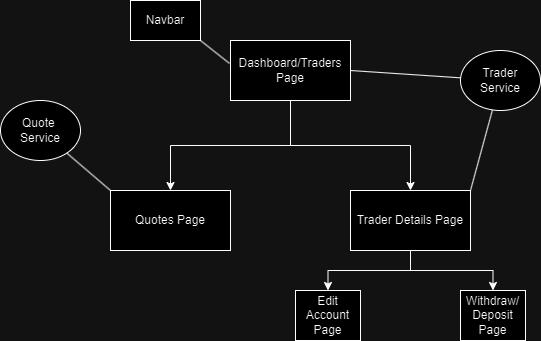 Navbar
Dashboard/Traders
Page
Trader
Service
Quote
Service
Quotes Page
Trader Details Page
Edit
Account
Page
Withdraw/
Deposit
Page